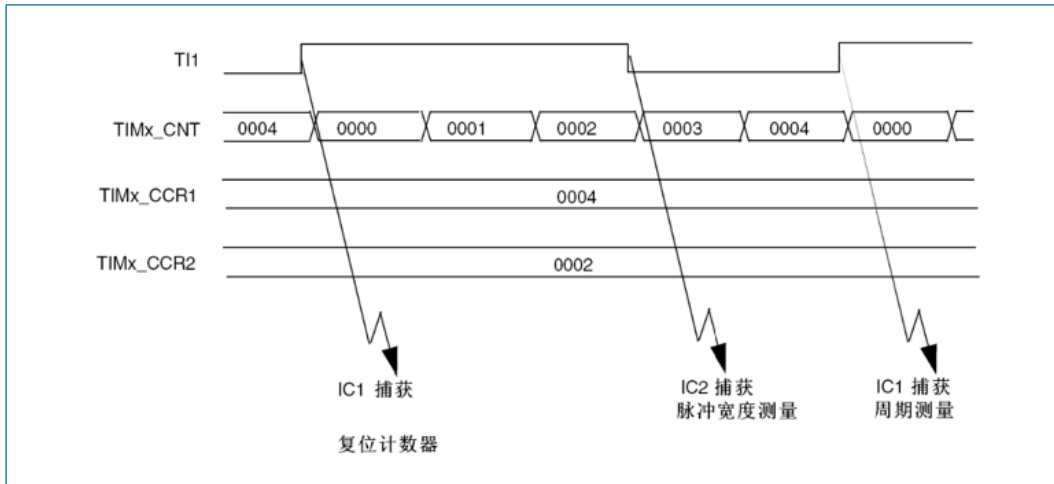 TI1
TIMx_CNT 0004 0000 0001 0002 0003 0004 0000
TIMx_CCR1 0004
TIMx_CCR2 0002
IC1 捕获
复位计数器
IC2 捕获
脉冲宽度测量
IC1 捕获
周期测量